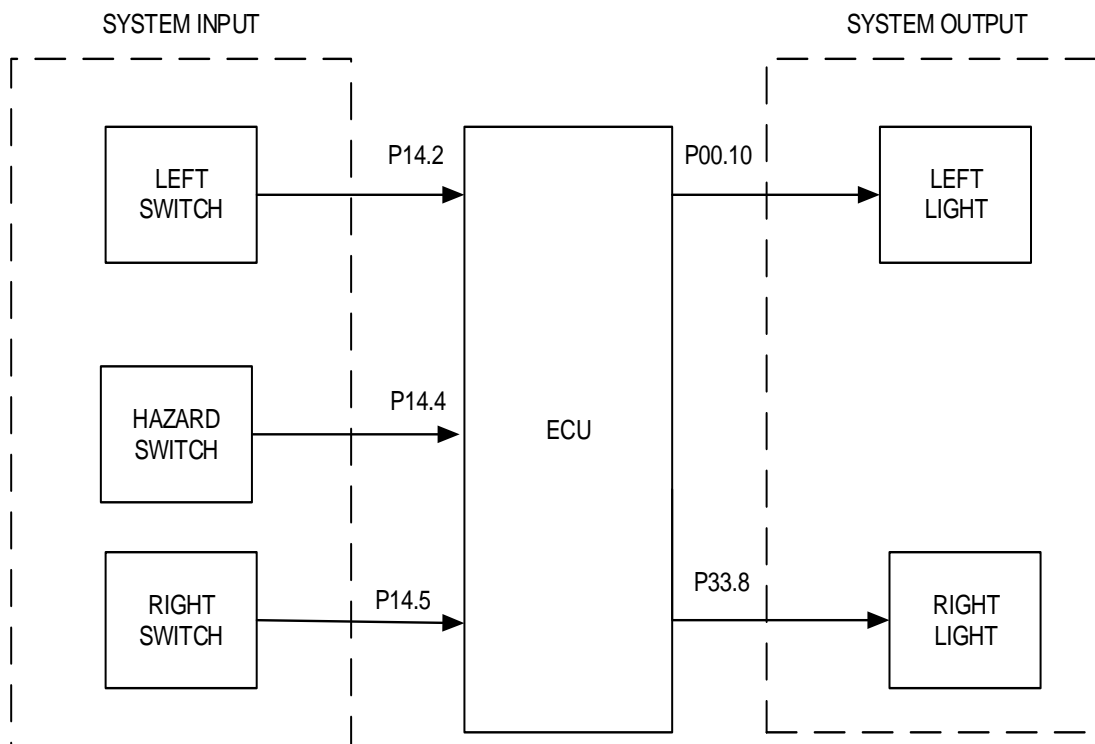 SYSTEM INPUT
SYSTEM OUTPUT
LEFT
SWITCH
P14.2
P00.10
LEFT
LIGHT
HAZARD
SWITCH
P14.4
ECU
RIGHT
SWITCH
P14.5
P33.8
RIGHT
LIGHT